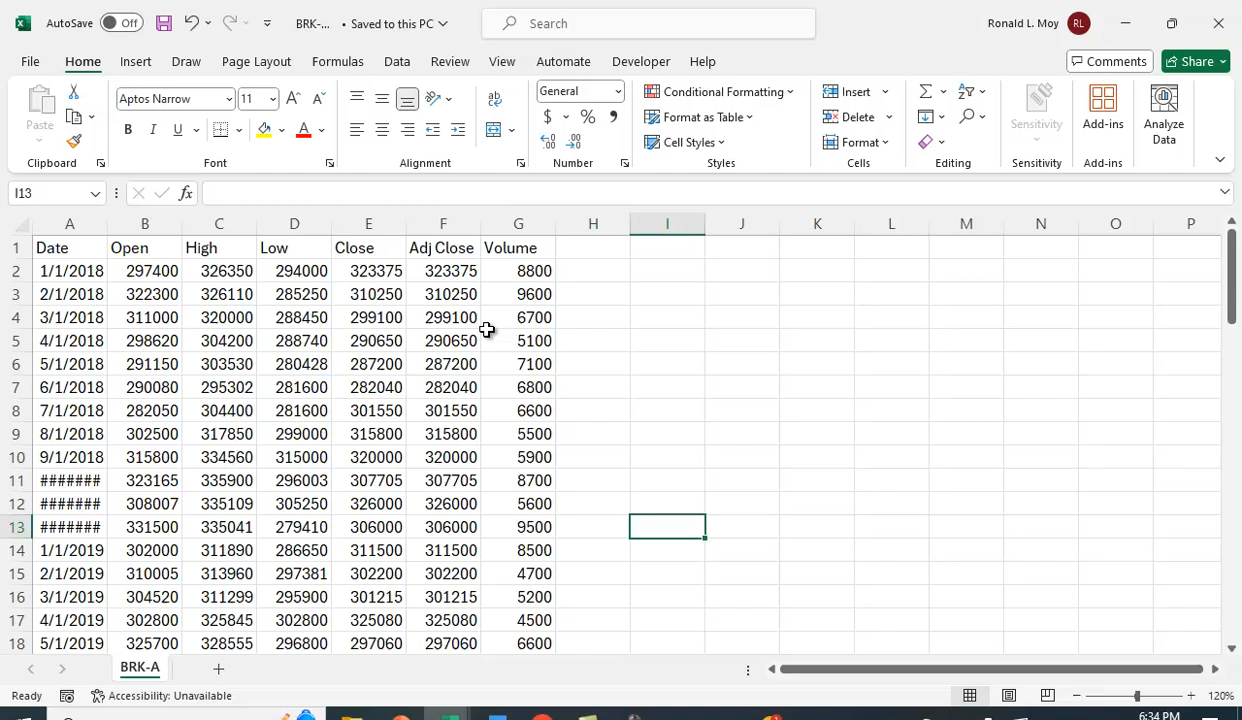 AutoSave Off BRK-... • Saved to this PC Search Ronald L. Moy RL
File Home Insert Draw Page Layout Formulas Data Review View Automate Developer Help Comments Share
Paste Aptos Narrow 11 General Conditional Formatting Insert Sensitivity Add-ins Analyze Data
B I U A $ % Format as Table Delete
Cell Styles Format
Clipboard Font Alignment Number Styles Cells Editing Sensitivity Add-ins
I13 fx
A B C D E F G H I J K L M N O P
1 Date Open High Low Close Adj Close Volume
2 1/1/2018 297400 326350 294000 323375 323375 8800
3 2/1/2018 322300 326110 285250 310250 310250 9600
4 3/1/2018 311000 320000 288450 299100 299100 6700
5 4/1/2018 298620 304200 288740 290650 290650 5100
6 5/1/2018 291150 303530 280428 287200 287200 7100
7 6/1/2018 290080 295302 281600 282040 282040 6800
8 7/1/2018 282050 304400 281600 301550 301550 6600
9 8/1/2018 302500 317850 299000 315800 315800 5500
10 9/1/2018 315800 334560 315000 320000 320000 5900
11 ####### 323165 335900 296003 307705 307705 8700
12 ####### 308007 335109 305250 326000 326000 5600
13 ####### 331500 335041 279410 306000 306000 9500
14 1/1/2019 302000 311890 286650 311500 311500 8500
15 2/1/2019 310005 313960 297381 302200 302200 4700
16 3/1/2019 304520 311299 295900 301215 301215 5200
17 4/1/2019 302800 325845 302800 325080 325080 4500
18 5/1/2019 325700 328555 296800 297060 297060 6600
BRK-A
Ready Accessibility: Unavailable 120%
6:34 PM